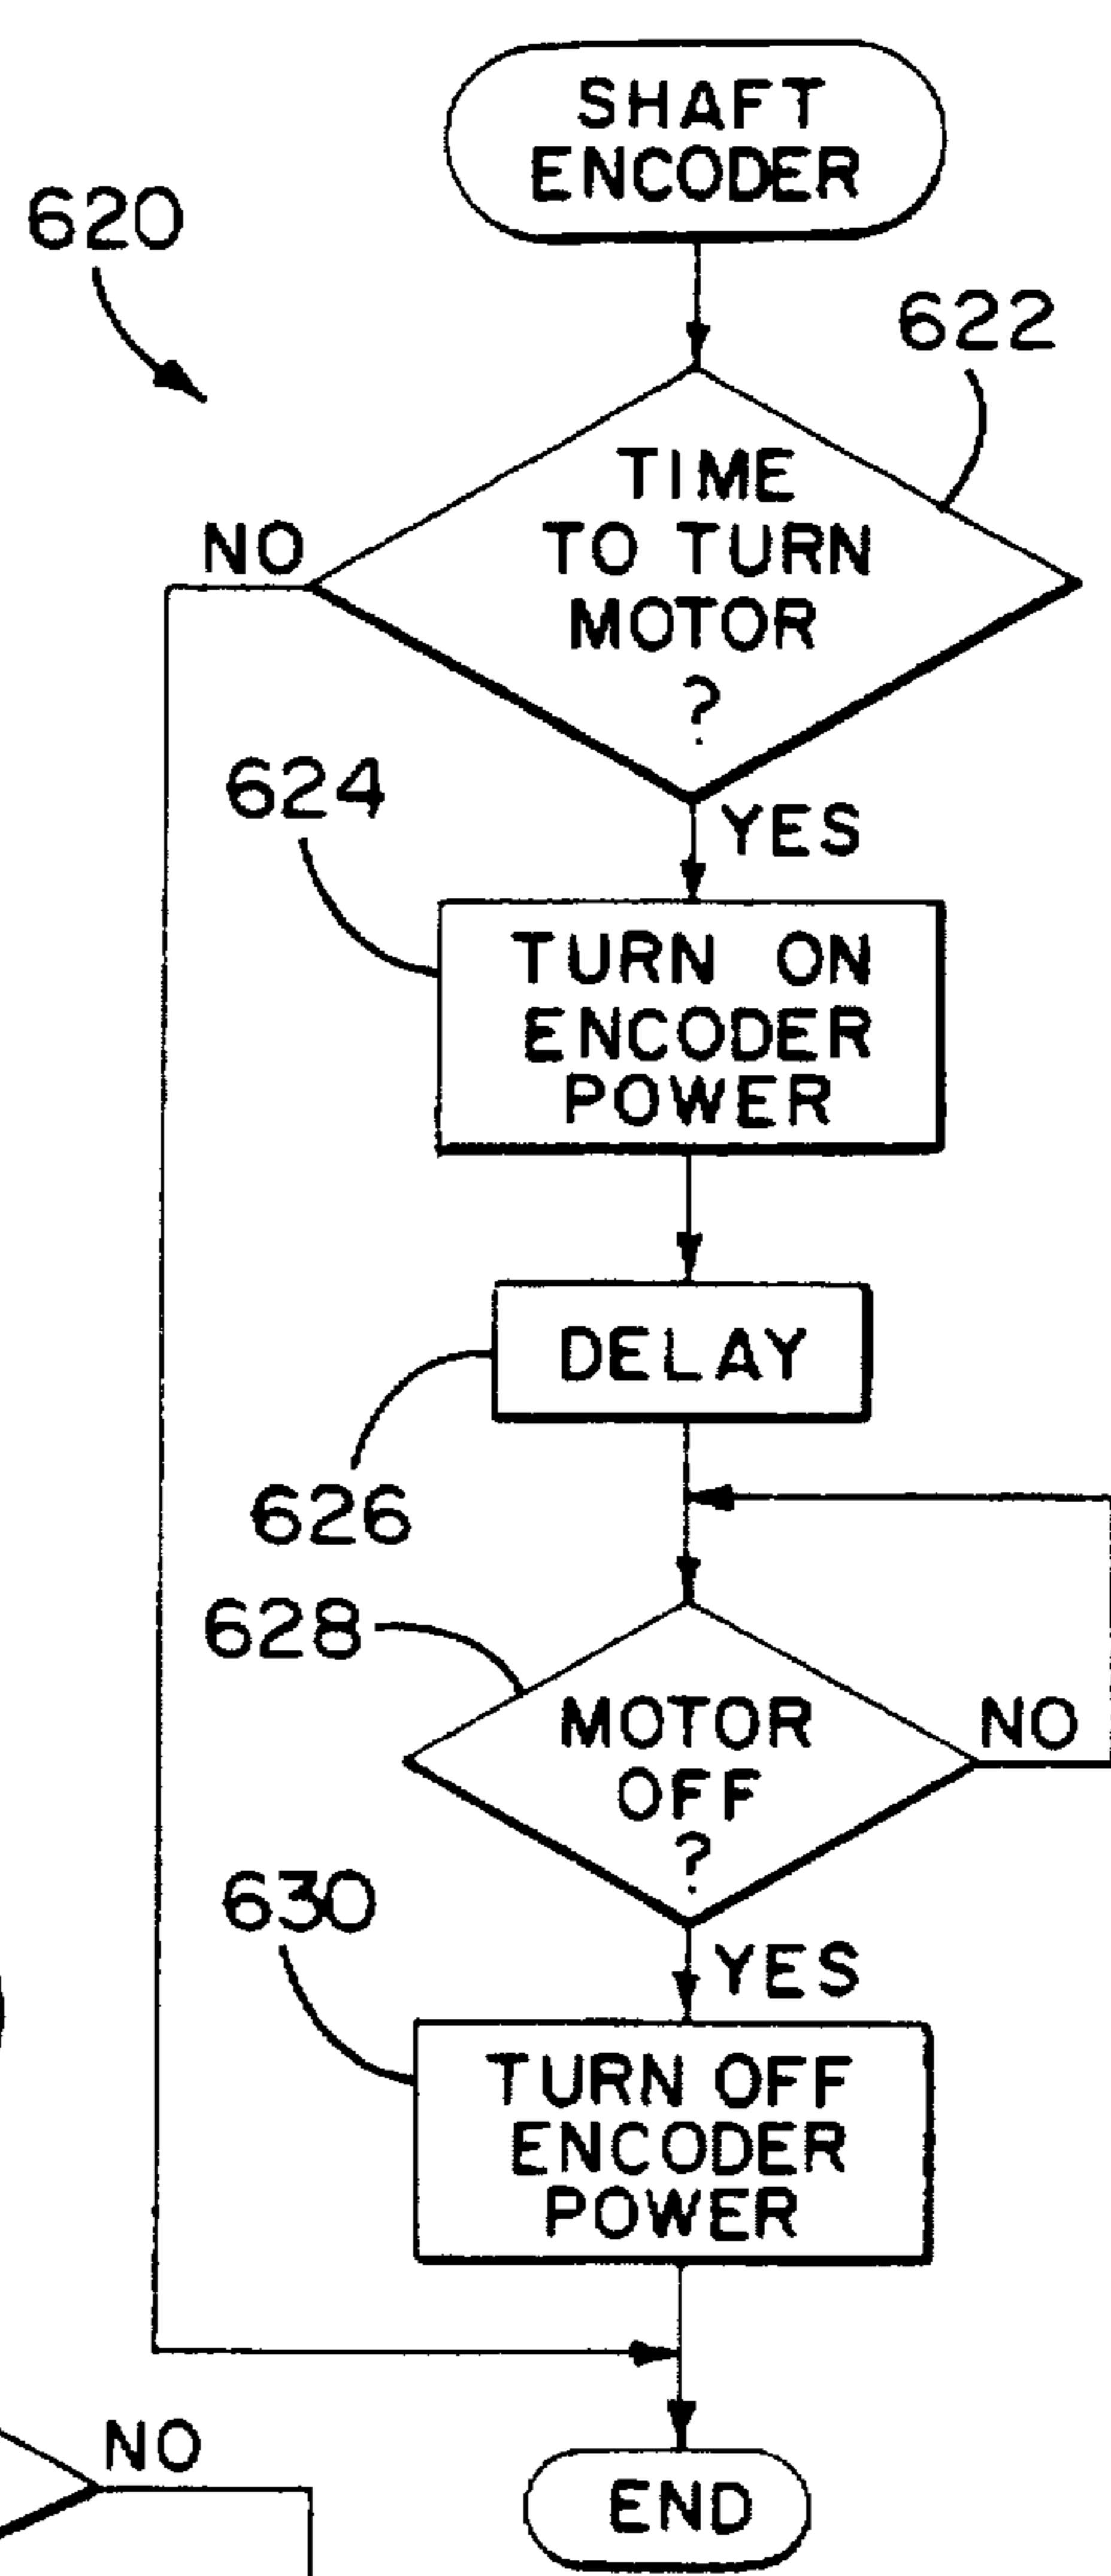 SHAFT
ENCODER
620
622
TIME
TO TURN
MOTOR
?
NO
YES
624
TURN ON
ENCODER
POWER
DELAY
626
628
MOTOR
OFF
?
NO
YES
630
TURN OFF
ENCODER
POWER
NO
END